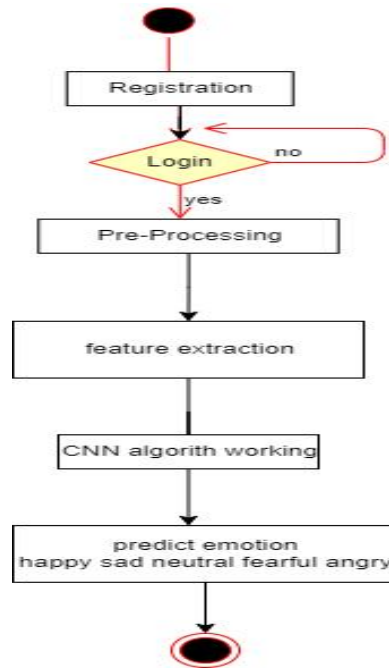 Registration
Login
no
yes
Pre-Processing
feature extraction
CNN algorith working
predict emotion
happy sad neutral fearful angry